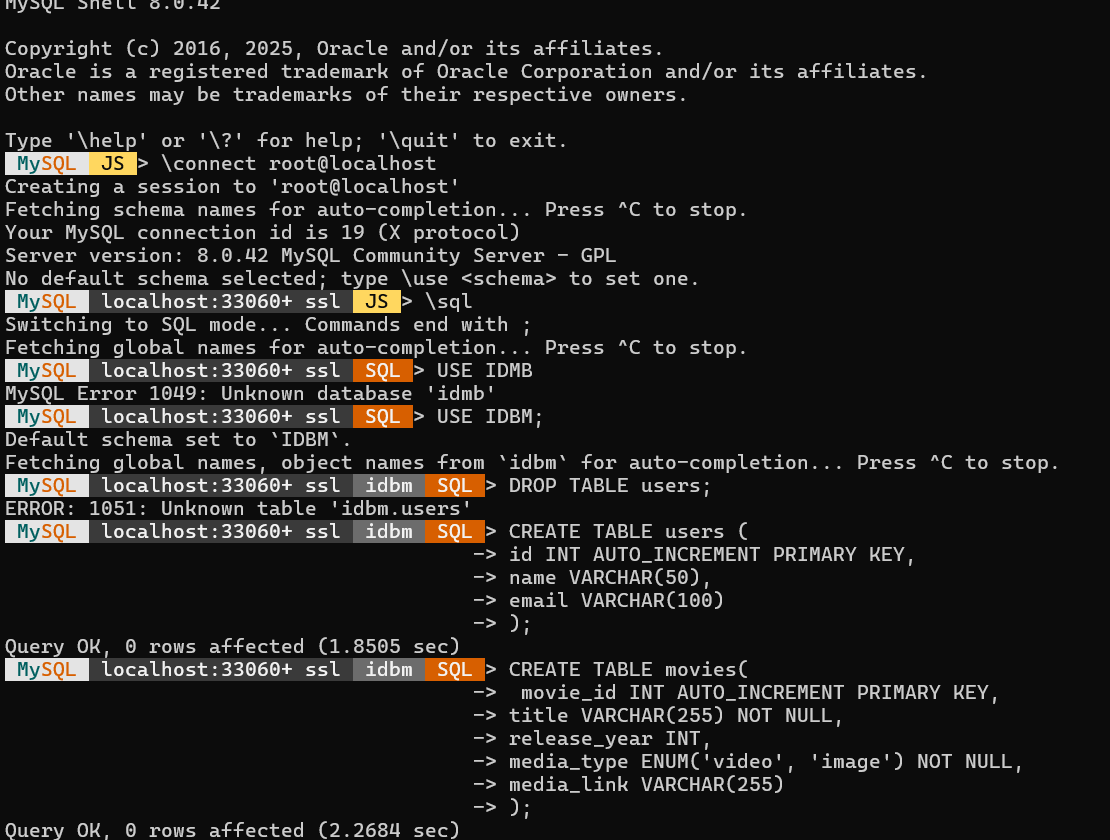 MySQL Shell 8.0.42
Copyright (c) 2016, 2025, Oracle and/or its affiliates.
Oracle is a registered trademark of Oracle Corporation and/or its affiliates.
Other names may be trademarks of their respective owners.
Type '\help' or '\?' for help; '\quit' to exit.
MySQL JS > \connect root@localhost
Creating a session to 'root@localhost'
Fetching schema names for auto-completion... Press ^C to stop.
Your MySQL connection id is 19 (X protocol)
Server version: 8.0.42 MySQL Community Server - GPL
No default schema selected; type \use <schema> to set one.
MySQL localhost:33060+ ssl JS > \sql
Switching to SQL mode... Commands end with ;
Fetching global names for auto-completion... Press ^C to stop.
MySQL localhost:33060+ ssl SQL > USE IDMB
MySQL Error 1049: Unknown database 'idmb'
MySQL localhost:33060+ ssl SQL > USE IDBM;
Default schema set to `IDBM`.
Fetching global names, object names from `idbm` for auto-completion... Press ^C to stop.
MySQL localhost:33060+ ssl idbm SQL > DROP TABLE users;
ERROR: 1051: Unknown table 'idbm.users'
MySQL localhost:33060+ ssl idbm SQL > CREATE TABLE users (
-> id INT AUTO_INCREMENT PRIMARY KEY,
-> name VARCHAR(50),
-> email VARCHAR(100)
-> );
Query OK, 0 rows affected (1.8505 sec)
MySQL localhost:33060+ ssl idbm SQL > CREATE TABLE movies(
->  movie_id INT AUTO_INCREMENT PRIMARY KEY,
-> title VARCHAR(255) NOT NULL,
-> release_year INT,
-> media_type ENUM('video', 'image') NOT NULL,
-> media_link VARCHAR(255)
-> );
Query OK, 0 rows affected (2.2684 sec)